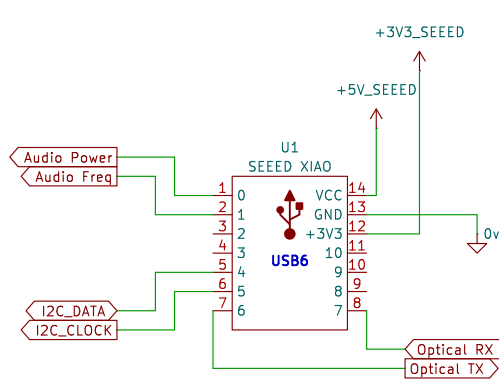 +3V3_SEEED
+5V_SEEED
U1
SEEED XIAO
Audio Power
Audio Freq
1 0 VCC 14
2 1 GND 13
3 2 +3V3 12
4 3 10 11
5 4 9 10
6 5 8 9
7 6 7 8
USB6
0v
I2C_DATA
I2C_CLOCK
Optical RX
Optical TX